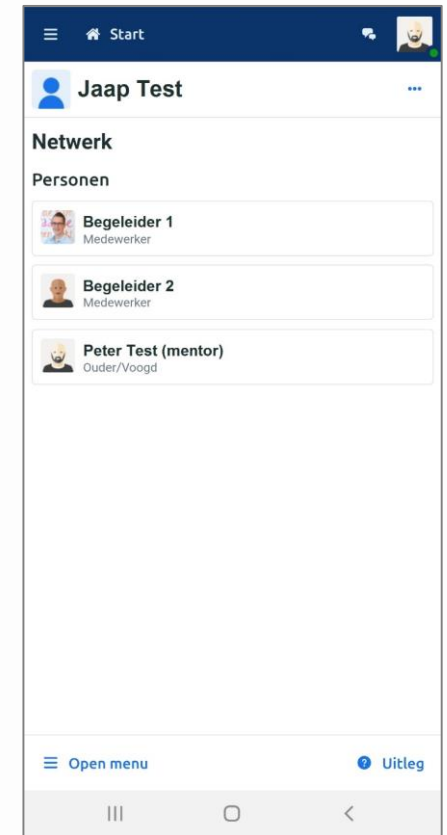 Start
Jaap Test
Netwerk
Personen
Begeleider 1
Medewerker
Begeleider 2
Medewerker
Peter Test (mentor)
Ouder/Voogd
Open menu
Uitleg